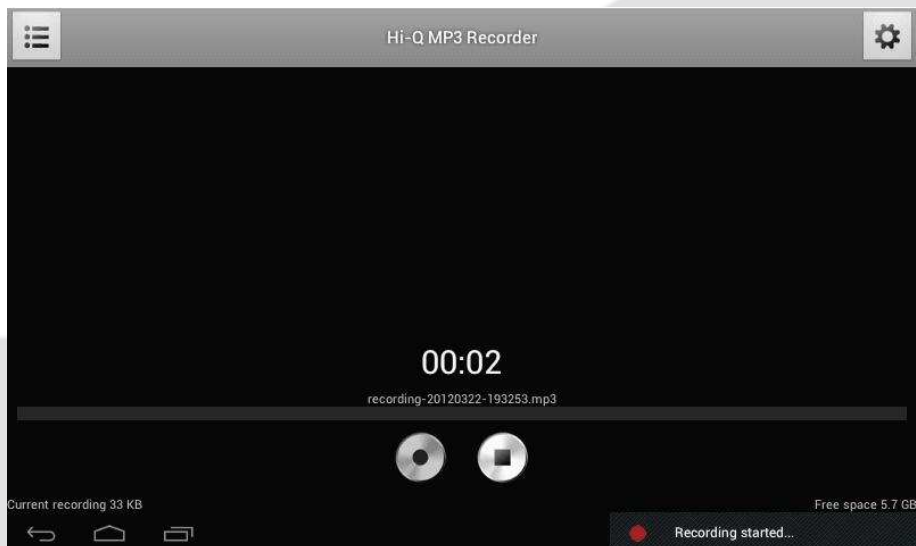 Hi-Q MP3 Recorder
00:02
recording-20120322-193253.mp3
Current recording 33 KB
Free space 5.7 GB
Recording started...